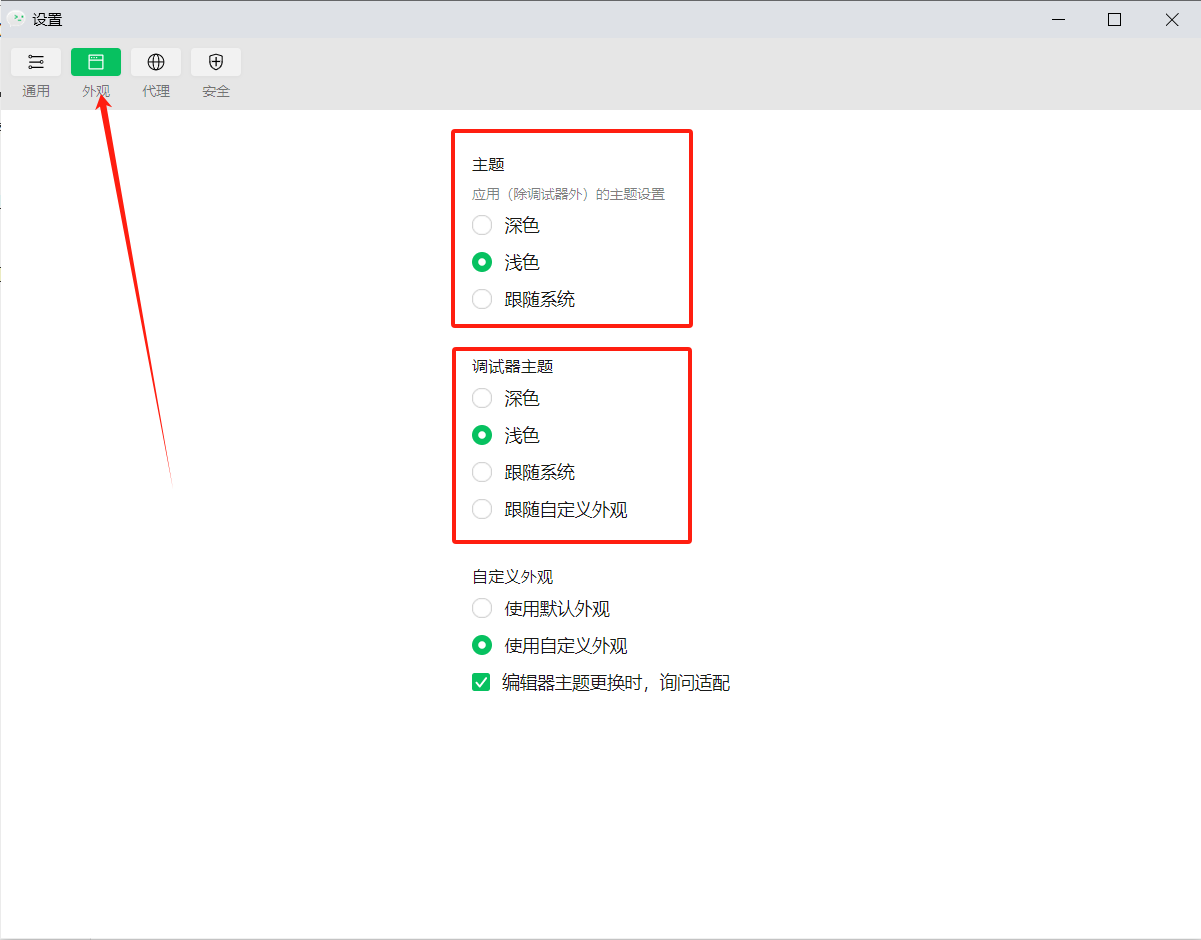 设置
通用
外观
代理
安全
主题
应用（除调试器外）的主题设置
深色
浅色
跟随系统
调试器主题
深色
浅色
跟随系统
跟随自定义外观
自定义外观
使用默认外观
使用自定义外观
编辑器主题更换时，询问适配